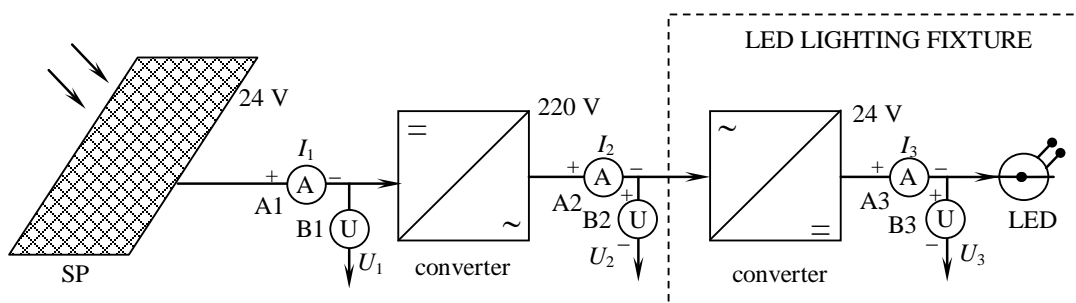 LED LIGHTING FIXTURE
24 V
220 V
24 V
=
~
~
=
I1
I2
I3
+ A −
+ A −
+ A −
A1
A2
A3
B1 U
+
B2 U
−
+
B3 U
−
LED
U1
U2
U3
SP
converter
converter